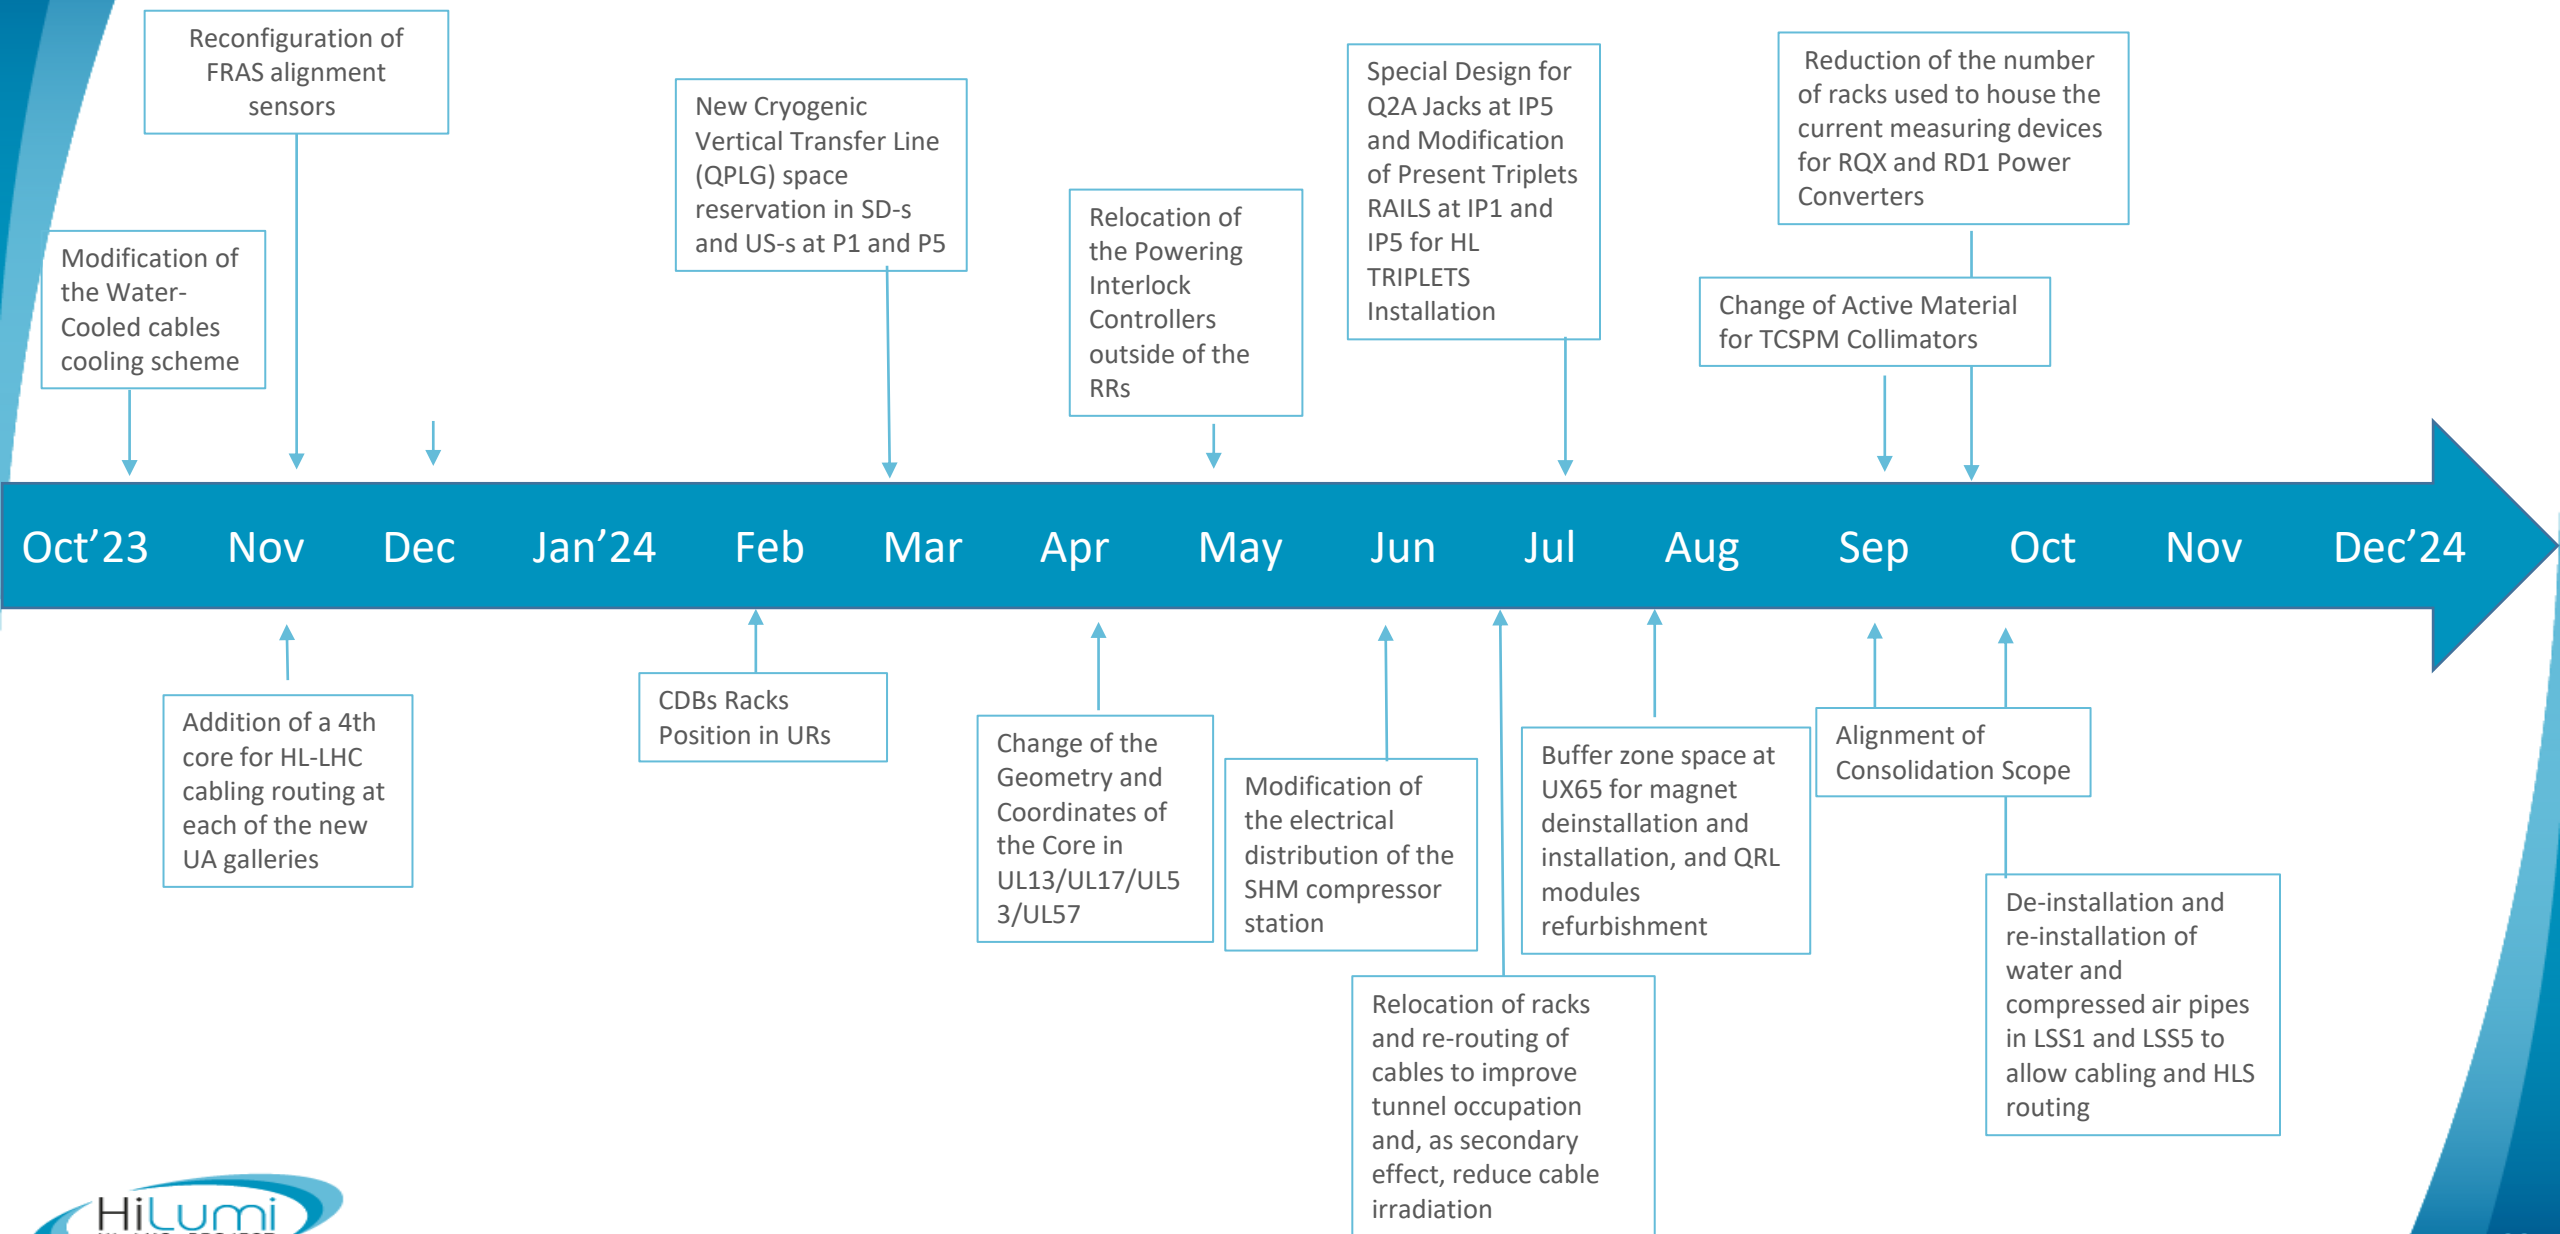 Reconfiguration of
FRAS alignment
sensors
Modification of
the Water-
Cooled cables
cooling scheme
New Cryogenic
Vertical Transfer Line
(QPLG) space
reservation in SD-s
and US-s at P1 and P5
Relocation of
the Powering
Interlock
Controllers
outside of the
RRs
Special Design for
Q2A Jacks at IP5
and Modification
of Present Triplets
RAILS at IP1 and
IP5 for HL
TRIPLETS
Installation
Reduction of the number
of racks used to house the
current measuring devices
for RQX and RD1 Power
Converters
Change of Active Material
for TCSPM Collimators
Oct’23 Nov Dec Jan’24 Feb Mar Apr May Jun Jul Aug Sep Oct Nov Dec’24
Addition of a 4th
core for HL-LHC
cabling routing at
each of the new
UA galleries
CDBs Racks
Position in URs
Change of the
Geometry and
Coordinates of
the Core in
UL13/UL17/UL5
3/UL57
Modification of
the electrical
distribution of the
SHM compressor
station
Relocation of racks
and re-routing of
cables to improve
tunnel occupation
and, as secondary
effect, reduce cable
irradiation
Buffer zone space at
UX65 for magnet
deinstallation and
installation, and QRL
modules
refurbishment
Alignment of
Consolidation Scope
De-installation and
re-installation of
water and
compressed air pipes
in LSS1 and LSS5 to
allow cabling and HLS
routing
HiLumi